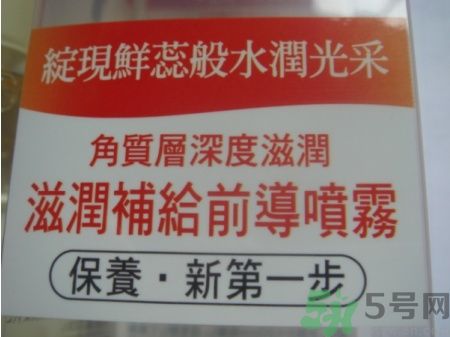 綻現鮮蕊般水潤光采
角質層深度滋潤
滋潤補給前導噴霧
保養·新第一步
5号网